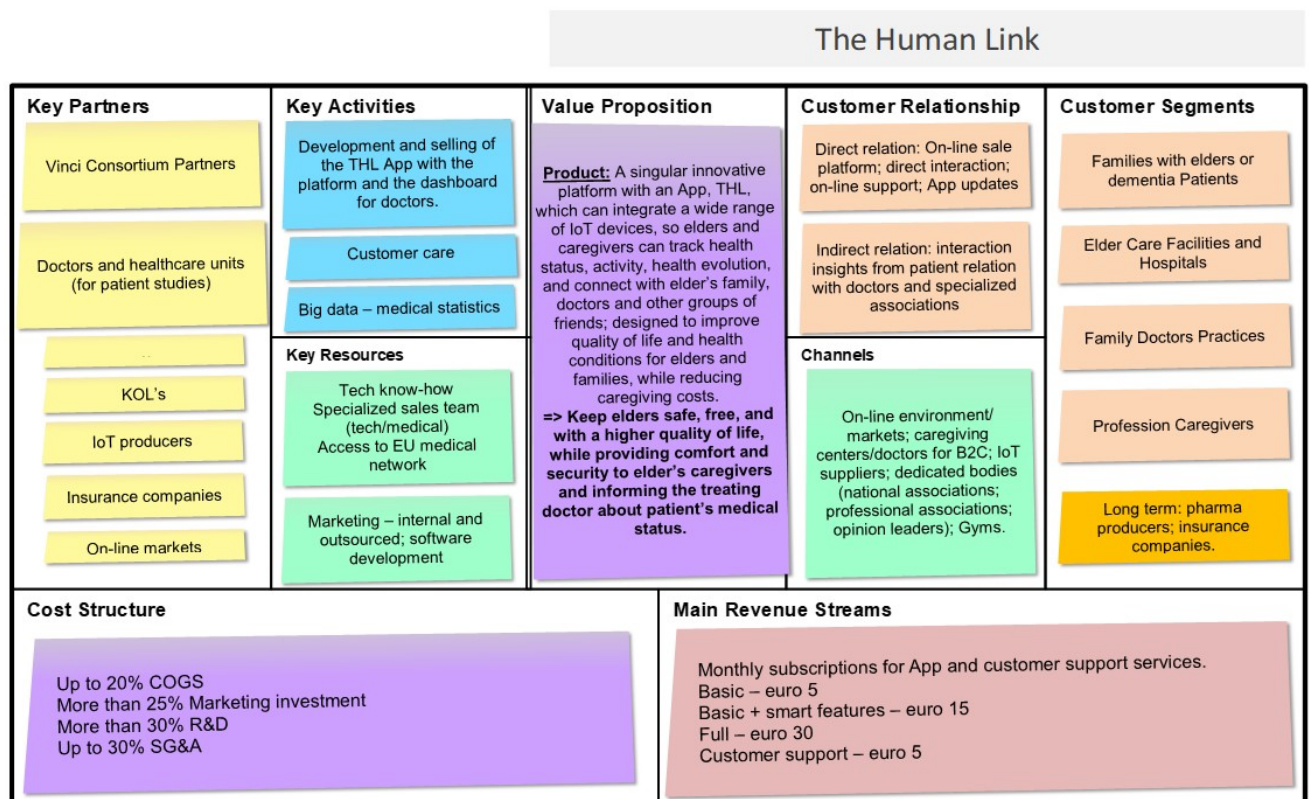 The Human Link
Key Partners
Vinci Consortium Partners
Doctors and healthcare units
(for patient studies)
..
KOL's
IoT producers
Insurance companies
On-line markets
Key Activities
Development and selling of
the THL App with the
platform and the dashboard
for doctors.
Customer care
Big data – medical statistics
Key Resources
Tech know-how
Specialized sales team
(tech/medical)
Access to EU medical
network
Marketing – internal and
outsourced; software
development
Value Proposition
Product: A singular innovative
platform with an App, THL,
which can integrate a wide range
of IoT devices, so elders and
caregivers can track health
status, activity, health evolution,
and connect with elder's family,
doctors and other groups of
friends; designed to improve
quality of life and health
conditions for elders and
families, while reducing
caregiving costs.
=> Keep elders safe, free, and
with a higher quality of life,
while providing comfort and
security to elder's caregivers
and informing the treating
doctor about patient's medical
status.
Customer Relationship
Direct relation: On-line sale
platform; direct interaction;
on-line support; App updates
Indirect relation: interaction
insights from patient relation
with doctors and specialized
associations
Channels
On-line environment/
markets; caregiving
centers/doctors for B2C; IoT
suppliers; dedicated bodies
(national associations;
professional associations;
opinion leaders); Gyms.
Customer Segments
Families with elders or
dementia Patients
Elder Care Facilities and
Hospitals
Family Doctors Practices
Profession Caregivers
Long term: pharma
producers; insurance
companies.
Cost Structure
Up to 20% COGS
More than 25% Marketing investment
More than 30% R&D
Up to 30% SG&A
Main Revenue Streams
Monthly subscriptions for App and customer support services.
Basic – euro 5
Basic + smart features – euro 15
Full – euro 30
Customer support – euro 5